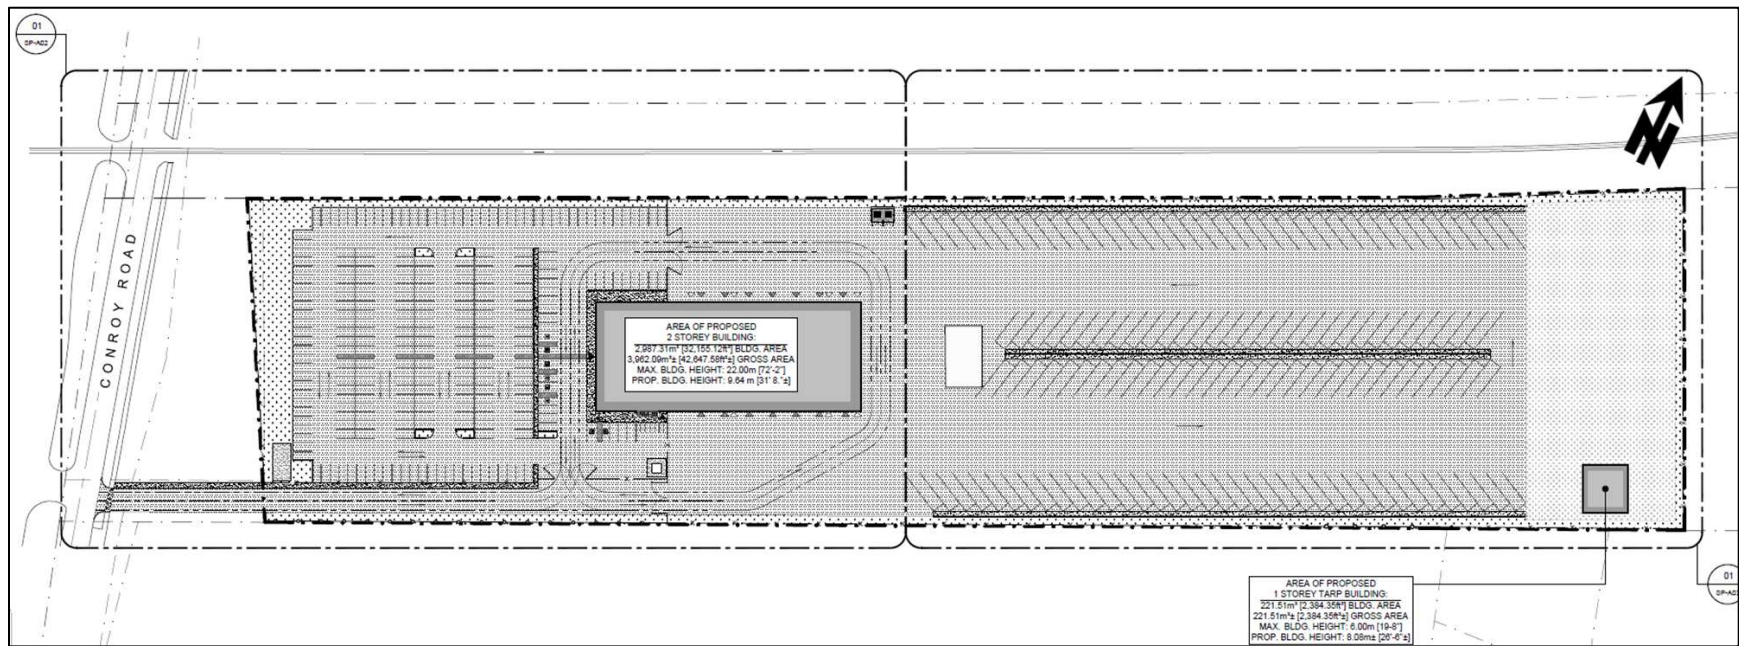 01
SP-A02
CONROY ROAD
AREA OF PROPOSED
2 STOREY BUILDING:
2,987.31m² [32,155.12ft²] BLDG. AREA
3,962.09m²± [42,647.58ft²±] GROSS AREA
MAX. BLDG. HEIGHT: 22.00m [72'-2"]
PROP. BLDG. HEIGHT: 9.64 m [31' 8."±]
N
AREA OF PROPOSED
1 STOREY TARP BUILDING:
221.51m² [2,384.35ft²] BLDG. AREA
221.51m²± [2,384.35ft²±] GROSS AREA
MAX. BLDG. HEIGHT: 6.00m [19-8"]
PROP. BLDG. HEIGHT: 8.08m± [26'-6"±]
01